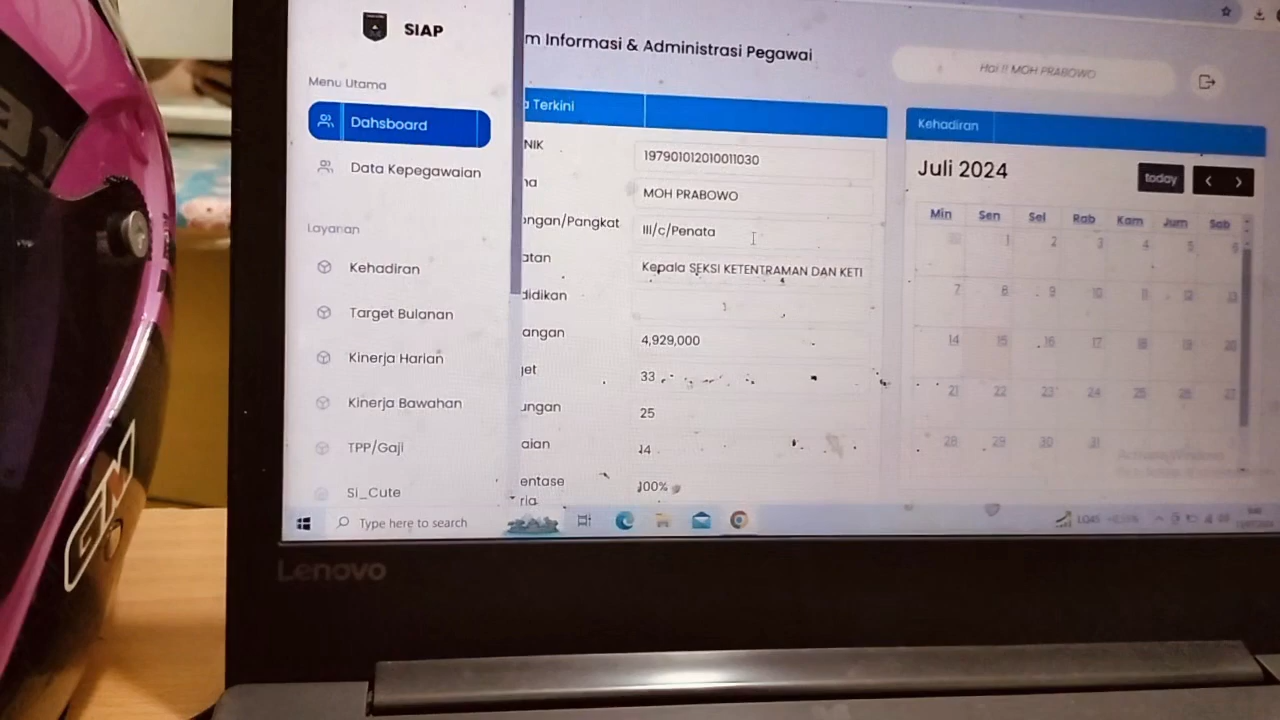 SIAP
m Informasi & Administrasi Pegawai
Hai !! MOH PRABOWO
Menu Utama
Dahsboard
Data Kepegawaian
Layanan
Kehadiran
Target Bulanan
Kinerja Harian
Kinerja Bawahan
TPP/Gaji
Si_Cute
a Terkini
NIK
197901012010011030
na
MOH PRABOWO
ongan/Pangkat
III/c/Penata
atan
Kepala SEKSI KETENTRAMAN DAN KETI
didikan
angan
4,929,000
get
33
ungan
25
aian
14
entase
ria
100%
Kehadiran
Juli 2024
today
Min Sen Sel Rab Kam Jum Sab
1 2 3 4 5 6
7 8 9 10 11 12 13
14 15 16 17 18 19 20
21 22 23 24 25 26 27
28 29 30 31
Activate Windows
Type here to search
Lenovo